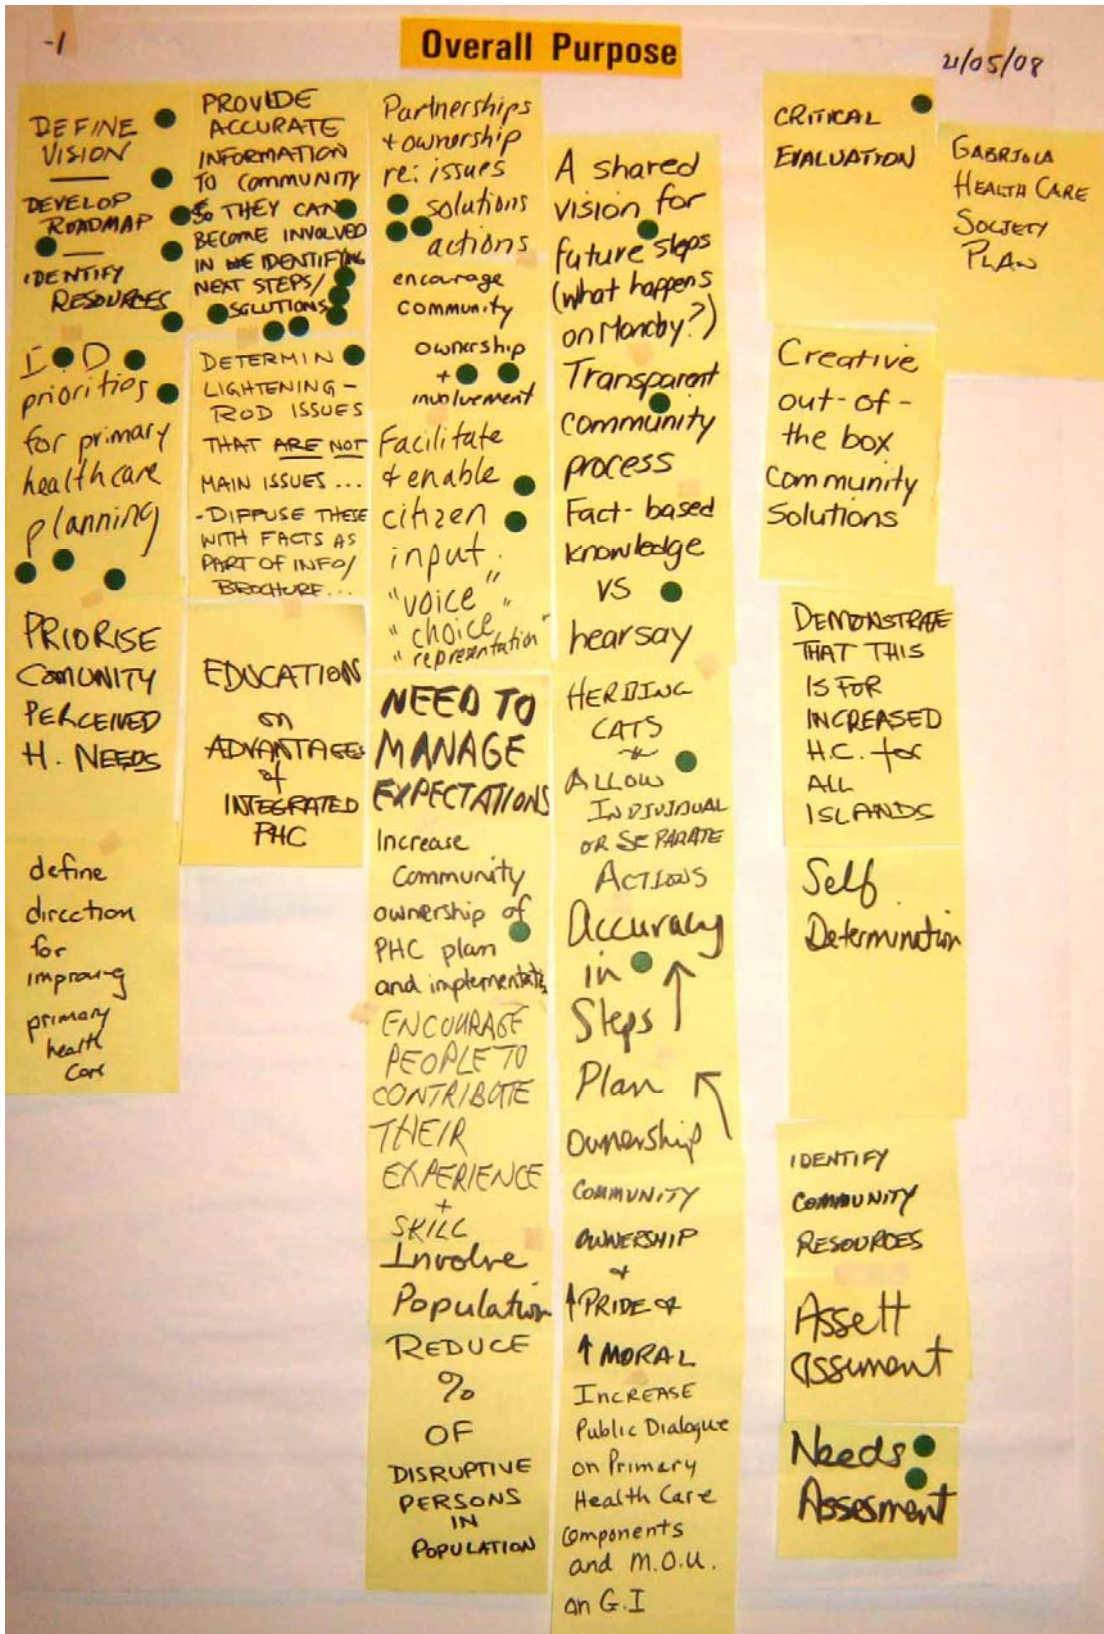 -1
Overall Purpose
21/05/08
DEFINE
VISION
DEVELOP
ROADMAP
IDENTIFY
RESOURCES
priorities
for primary
healthcare
planning
PRIORISE
COMUNITY
PERCEIVED
H. NEEDS
define
direction
for
improving
primary
health
care
PROVIDE
ACCURATE
INFORMATION
TO COMMUNITY
SO THEY CAN
BECOME INVOLVED
IN IDENTIFYING
NEXT STEPS/
SOLUTIONS
DETERMIN
LIGHTENING -
ROD ISSUES
THAT ARE NOT
MAIN ISSUES ...
- DIFFUSE THESE
WITH FACTS AS
PART OF INFO/
BROCHURE...
EDUCATION
on
ADVANTAGES
of
INTEGRATED
PHC
Partnerships
+ ownership
re: issues
solutions
actions
encourage
community
ownership
+
involvement
Facilitate
& enable
citizen
input.
"voice"
"choice"
"representation"
NEED TO
MANAGE
EXPECTATIONS
Increase
Community
ownership of
PHC plan
and implementatio
ENCOURAGE
PEOPLE TO
CONTRIBUTE
THEIR
EXPERIENCE
+
SKILL
Involve
Population
REDUCE
%
OF
DISRUPTIVE
PERSONS
IN
POPULATION
A shared
vision for
future steps
(what happens
on Monday?)
Transparent
community
process
Fact-based
knowledge
vs
hearsay
HERDING
CATS
ALLOW
INDIVIDUAL
OR SEPARATE
ACTIONS
Accuracy
in
Steps ↑
Plan ↖
Ownership
COMMUNITY
OWNERSHIP
&
↑ PRIDE &
↑ MORAL
INCREASE
Public Dialogue
on Primary
Health Care
Components
and M.O.U.
on G.I
CRITICAL
EVALUATION
Creative
out-of-
the box
Community
Solutions
DEMONSTRATE
THAT THIS
IS FOR
INCREASED
H.C. for
ALL
ISLANDS
Self
Determination
IDENTIFY
COMMUNITY
RESOURCES
Assett
assument
Needs
Assesment
GABRIOLA
HEALTH CARE
SOCIETY
PLAN